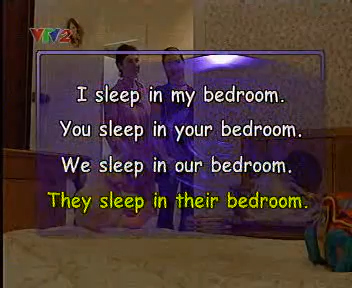 VTV2
I sleep in my bedroom.
You sleep in your bedroom.
We sleep in our bedroom.
They sleep in their bedroom.